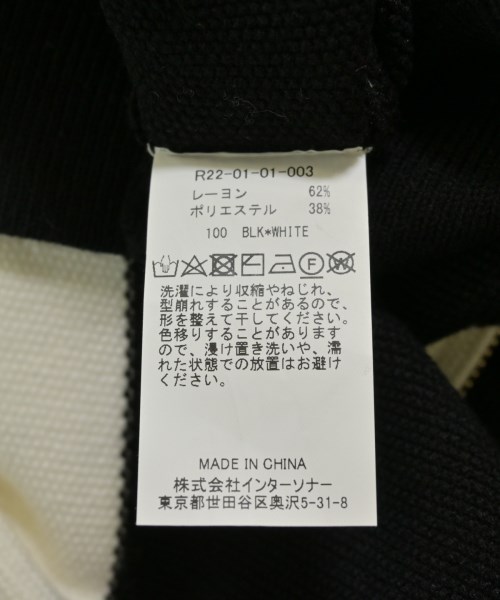 R22-01-01-003
レーヨン 62%
ポリエステル 38%
100 BLK*WHITE
F W
洗濯により収縮やねじれ、
型崩れすることがあるので、
形を整えて干してください。
色移りすることがあります
ので、浸け置き洗いや、濡
れた状態での放置はお避け
ください。
MADE IN CHINA
株式会社インターソナー
東京都世田谷区奥沢5-31-8